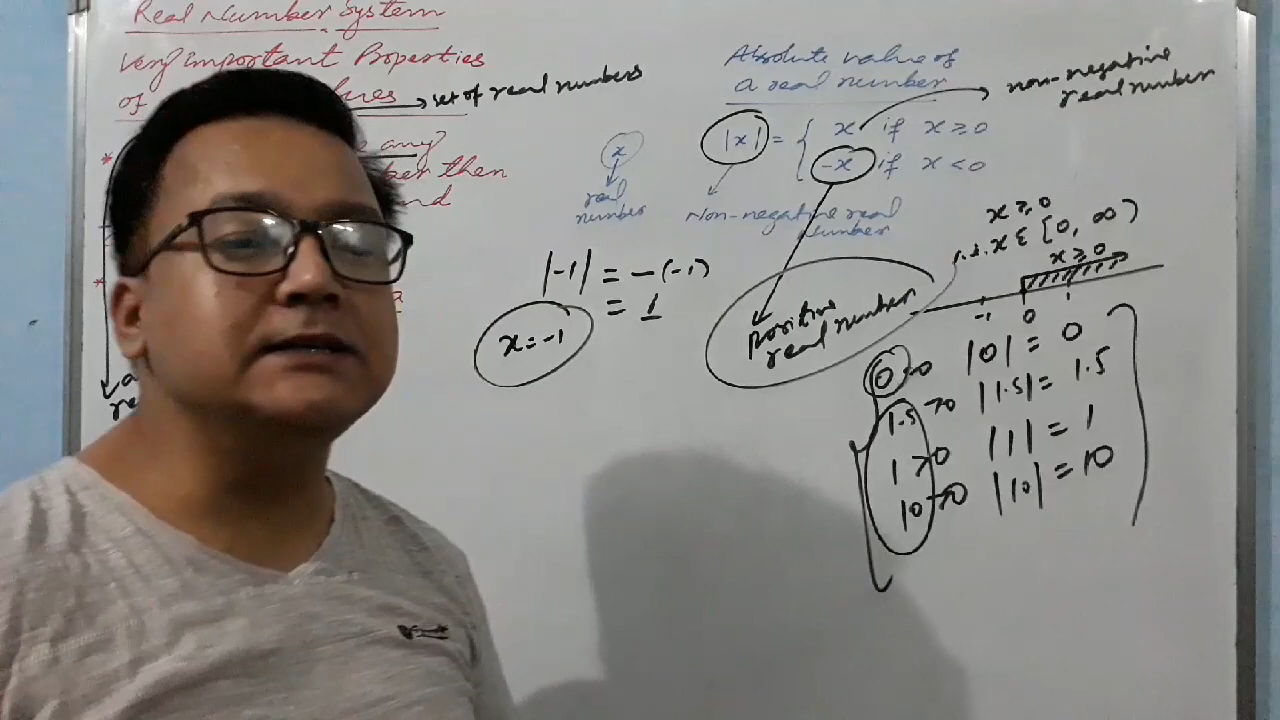 Real Number System
Very important Properties
of
set of real numbers
* any
then
nd
*
a
re
Absolute value of
a real number
non-negative
real number
|x| = { x if x ≥ 0
-x if x < 0
x
real
number
Non-negative real
number
x ≥ 0
i.e. x ε [0, ∞)
x ≥ 0
-1 0 1
|-1| = -(-1)
= 1
x = -1
Positive
real number
|0| = 0
1.5 > 0 |1.5| = 1.5
1 > 0 |1| = 1
10 > 0 |10| = 10